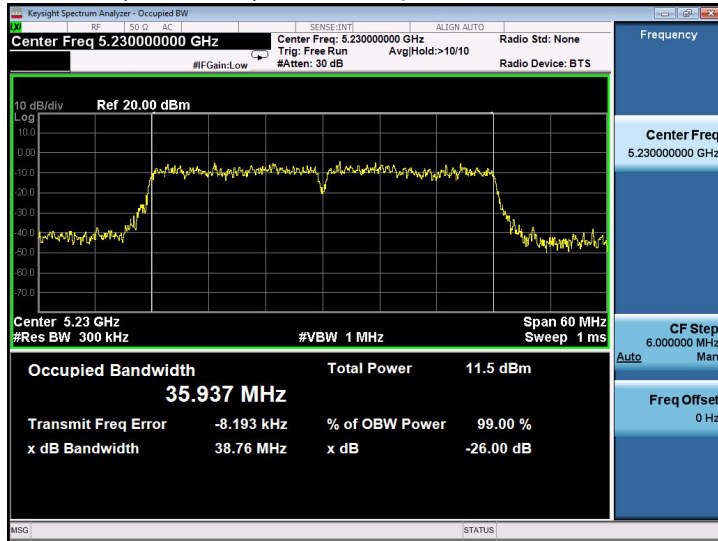 Keysight Spectrum Analyzer - Occupied BW
RF 50 Ω AC SENSE:INT ALIGN AUTO
Center Freq 5.230000000 GHz
Center Freq: 5.230000000 GHz
Radio Std: None
Trig: Free Run Avg|Hold:>10/10
#IFGain:Low
#Atten: 30 dB
Radio Device: BTS
10 dB/div Ref 20.00 dBm
Log
10.0
0.00
-10.0
-20.0
-30.0
-40.0
-50.0
-60.0
-70.0
Center 5.23 GHz Span 60 MHz
#Res BW 300 kHz #VBW 1 MHz Sweep 1 ms
Occupied Bandwidth Total Power 11.5 dBm
35.937 MHz
Transmit Freq Error -8.193 kHz % of OBW Power 99.00 %
x dB Bandwidth 38.76 MHz x dB -26.00 dB
MSG STATUS
Frequency
Center Freq
5.230000000 GHz
CF Step
6.000000 MHz
Auto Man
Freq Offset
0 Hz